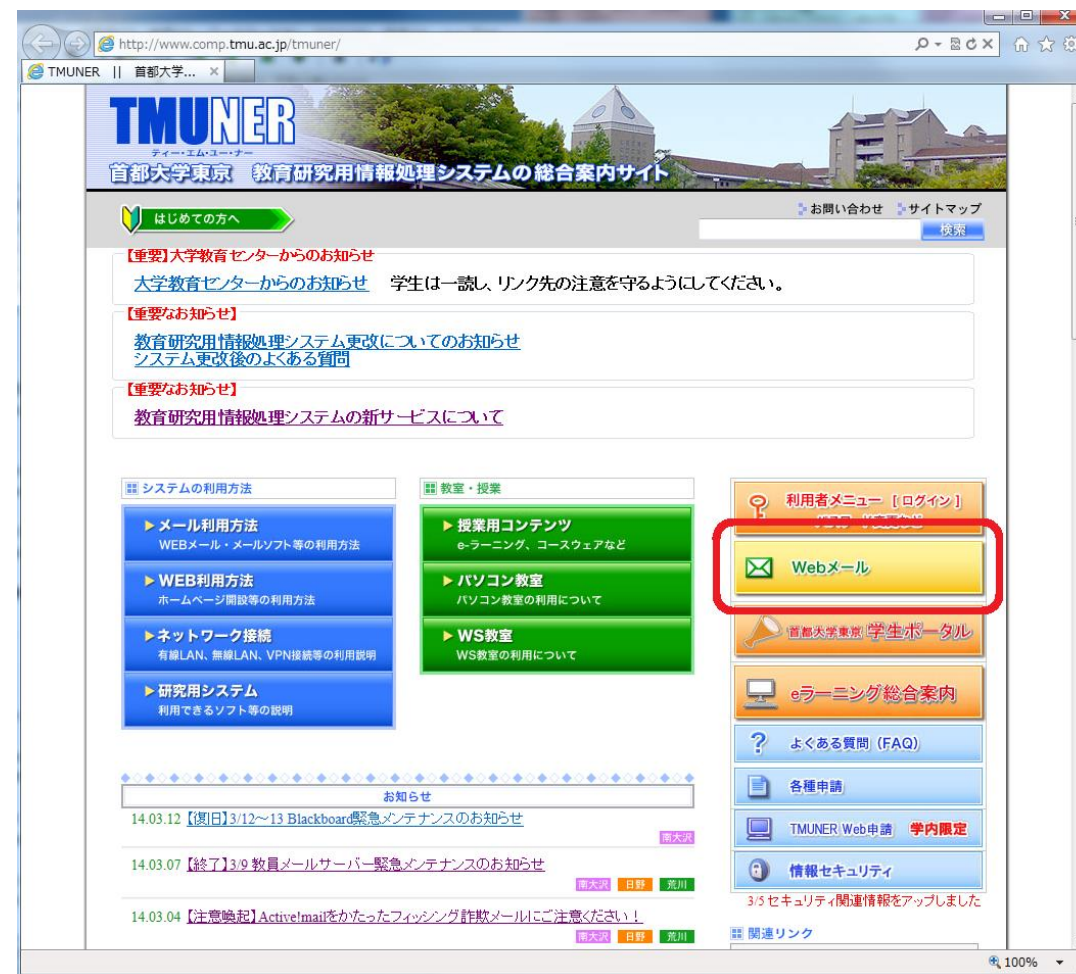 http://www.comp.tmu.ac.jp/tmuner/
TMUNER || 首都大学...
TMUNER
ティー・エム・ユー・ナー
首都大学東京 教育研究用情報処理システムの総合案内サイト
はじめての方へ
お問い合わせ サイトマップ
検索
【重要】大学教育センターからのお知らせ
大学教育センターからのお知らせ 学生は一読し、リンク先の注意を守るようにしてください。
【重要なお知らせ】
教育研究用情報処理システム更改についてのお知らせ
システム更改後のよくある質問
【重要なお知らせ】
教育研究用情報処理システムの新サービスについて
システムの利用方法
メール利用方法
WEBメール・メールソフト等の利用方法
WEB利用方法
ホームページ開設等の利用方法
ネットワーク接続
有線LAN、無線LAN、VPN接続等の利用説明
研究用システム
利用できるソフト等の説明
教室・授業
授業用コンテンツ
e-ラーニング、コースウェアなど
パソコン教室
パソコン教室の利用について
WS教室
WS教室の利用について
利用者メニュー [ログイン]
Webメール
首都大学東京 学生ポータル
eラーニング総合案内
よくある質問 (FAQ)
各種申請
TMUNER Web申請 学内限定
情報セキュリティ
3/5セキュリティ関連情報をアップしました
関連リンク
お知らせ
14.03.12 【復旧】3/12～13 Blackboard緊急メンテナンスのお知らせ
南大沢
14.03.07 【終了】3/9 教員メールサーバー緊急メンテナンスのお知らせ
南大沢 日野 荒川
14.03.04 【注意喚起】Active!mailをかたったフィッシング詐欺メールにご注意ください！
南大沢 日野 荒川
100%